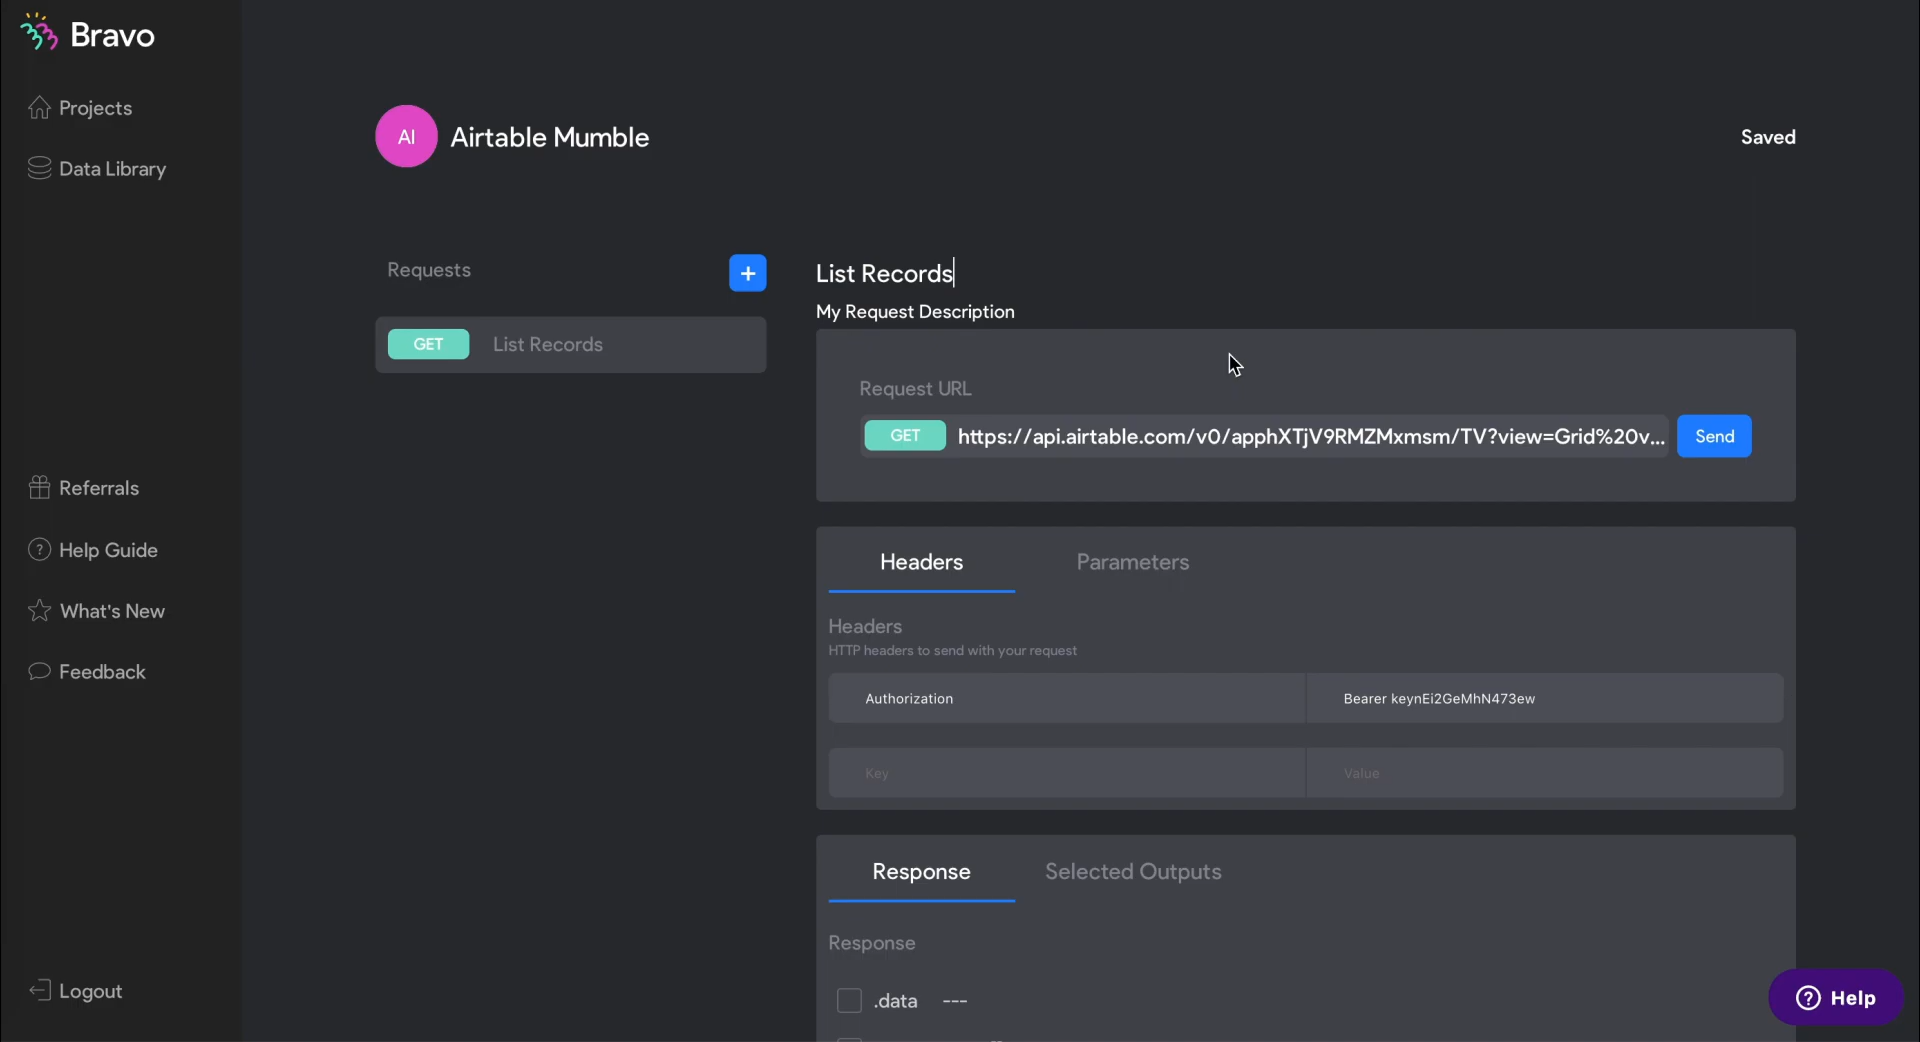 Bravo
Projects
Data Library
Referrals
Help Guide
What's New
Feedback
Logout
AI
Airtable Mumble
Saved
Requests
+
GET List Records
List Records
My Request Description
Request URL
GET https://api.airtable.com/v0/apphXTjV9RMZMxmsm/TV?view=Grid%20v... Send
Headers Parameters
Headers
HTTP headers to send with your request
Authorization Bearer keynEi2GeMhN473ew
Key Value
Response Selected Outputs
Response
.data ---
? Help